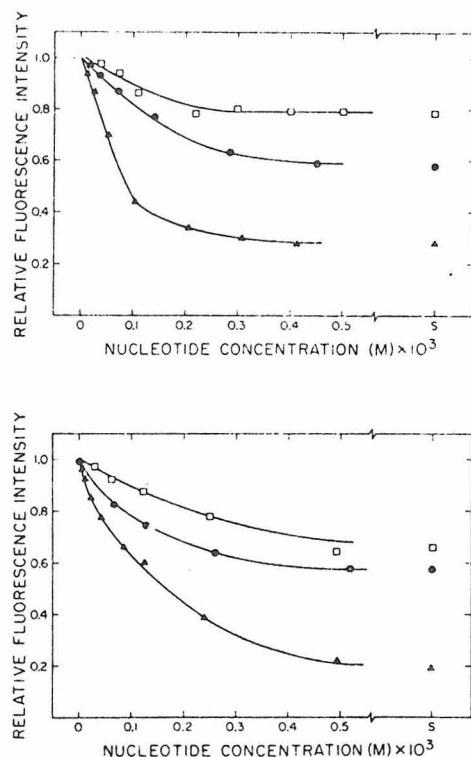 RELATIVE FLUORESCENCE INTENSITY
1.0
0.8
0.6
0.4
0.2
0 0.1 0.2 0.3 0.4 0.5 S
NUCLEOTIDE CONCENTRATION (M) × 10³
RELATIVE FLUORESCENCE INTENSITY
1.0
0.8
0.6
0.4
0.2
0 0.1 0.2 0.3 0.4 0.5 S
NUCLEOTIDE CONCENTRATION (M) × 10³